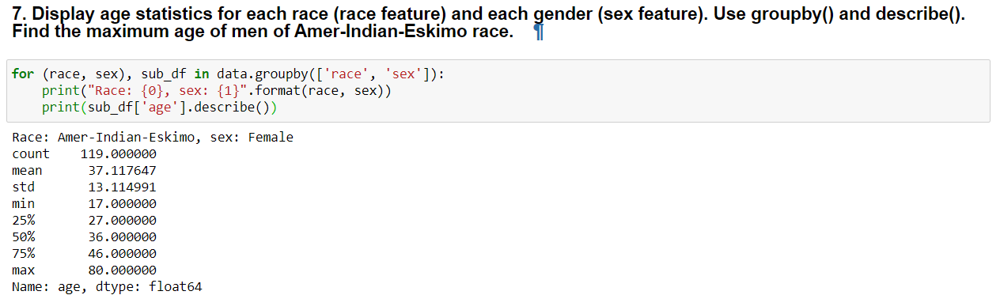 7. Display age statistics for each race (race feature) and each gender (sex feature). Use groupby() and describe().
Find the maximum age of men of Amer-Indian-Eskimo race. ¶
for (race, sex), sub_df in data.groupby(['race', 'sex']):
    print("Race: {0}, sex: {1}".format(race, sex))
    print(sub_df['age'].describe())
Race: Amer-Indian-Eskimo, sex: Female
count    119.000000
mean      37.117647
std       13.114991
min       17.000000
25%       27.000000
50%       36.000000
75%       46.000000
max       80.000000
Name: age, dtype: float64